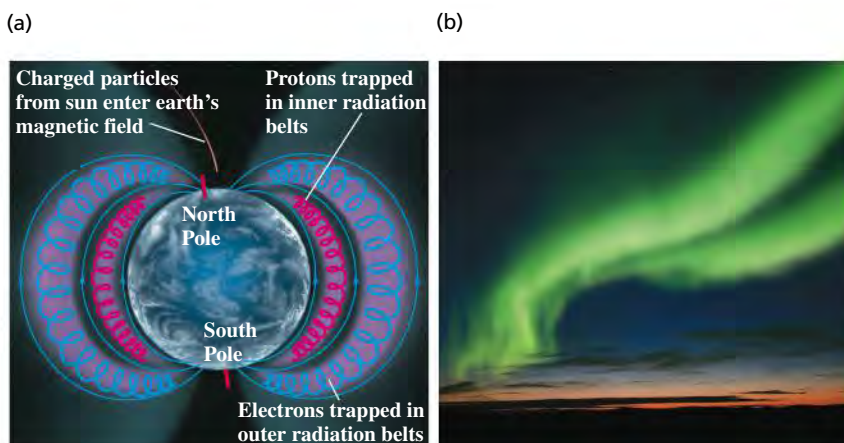 (a)
(b)
Charged particles
from sun enter earth's
magnetic field
Protons trapped
in inner radiation
belts
North
Pole
South
Pole
Electrons trapped in
outer radiation belts